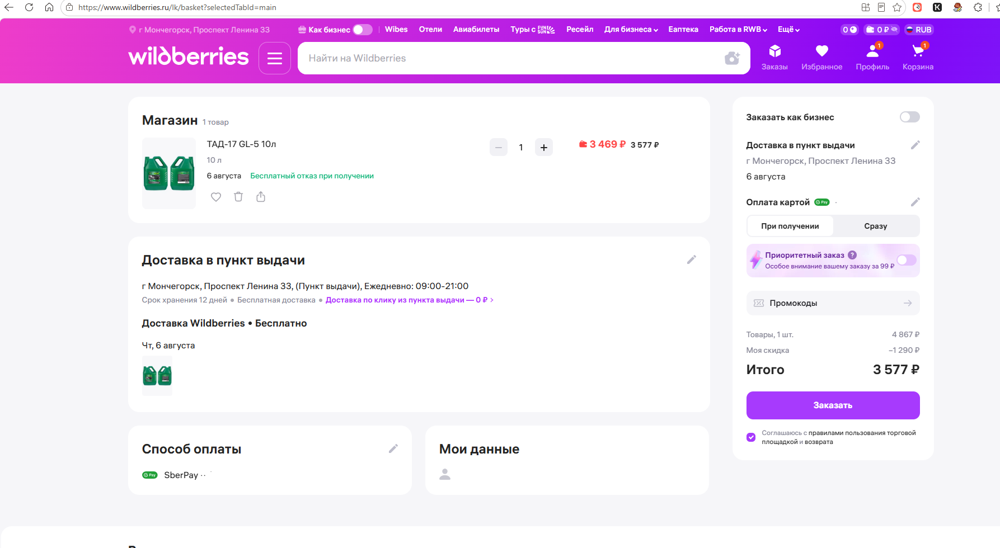 https://www.wildberries.ru/lk/basket?selectedTabId=main
г Мончегорск, Проспект Ленина 33
Как бизнес
Wibes
Отели
Авиабилеты
Туры с FUN&SUN
Ресейл
Для бизнеса
Еаптека
Работа в RWB
Ещё
0
0 ₽
RUB
wildberries
Найти на Wildberries
Заказы
Избранное
1
Профиль
1
Корзина
Магазин 1 товар
ТАД-17 GL-5 10л
10 л
6 августа Бесплатный отказ при получении
− 1 +
3 469 ₽ 3 577 ₽
Доставка в пункт выдачи
г Мончегорск, Проспект Ленина 33, (Пункт выдачи), Ежедневно: 09:00-21:00
Срок хранения 12 дней • Бесплатная доставка • Доставка по клику из пункта выдачи — 0 ₽ ›
Доставка Wildberries • Бесплатно
Чт, 6 августа
Способ оплаты
Pay SberPay ··
Мои данные
Заказать как бизнес
Доставка в пункт выдачи
г Мончегорск, Проспект Ленина 33
6 августа
Оплата картой Pay ·
При получении
Сразу
Приоритетный заказ ?
Особое внимание вашему заказу за 99 ₽
Промокоды
Товары, 1 шт. 4 867 ₽
Моя скидка −1 290 ₽
Итого 3 577 ₽
Заказать
Соглашаюсь с правилами пользования торговой
площадкой и возврата